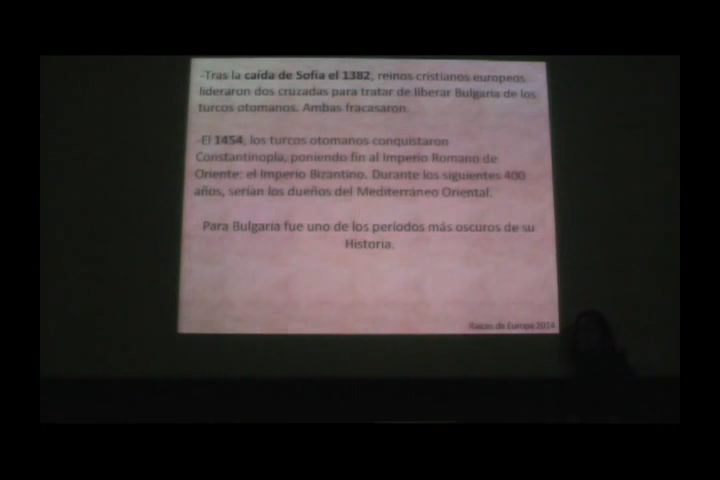 -Tras la caída de Sofía el 1382, reinos cristianos europeos
lideraron dos cruzadas para tratar de liberar Bulgaria de los
turcos otomanos. Ambas fracasaron.
-El 1454, los turcos otomanos conquistaron
Constantinopla, poniendo fin al Imperio Romano de
Oriente: el Imperio Bizantino. Durante los siguientes 400
años, serían los dueños del Mediterráneo Oriental.
Para Bulgaria fue uno de los periodos más oscuros de su
Historia.
de Europa 2014